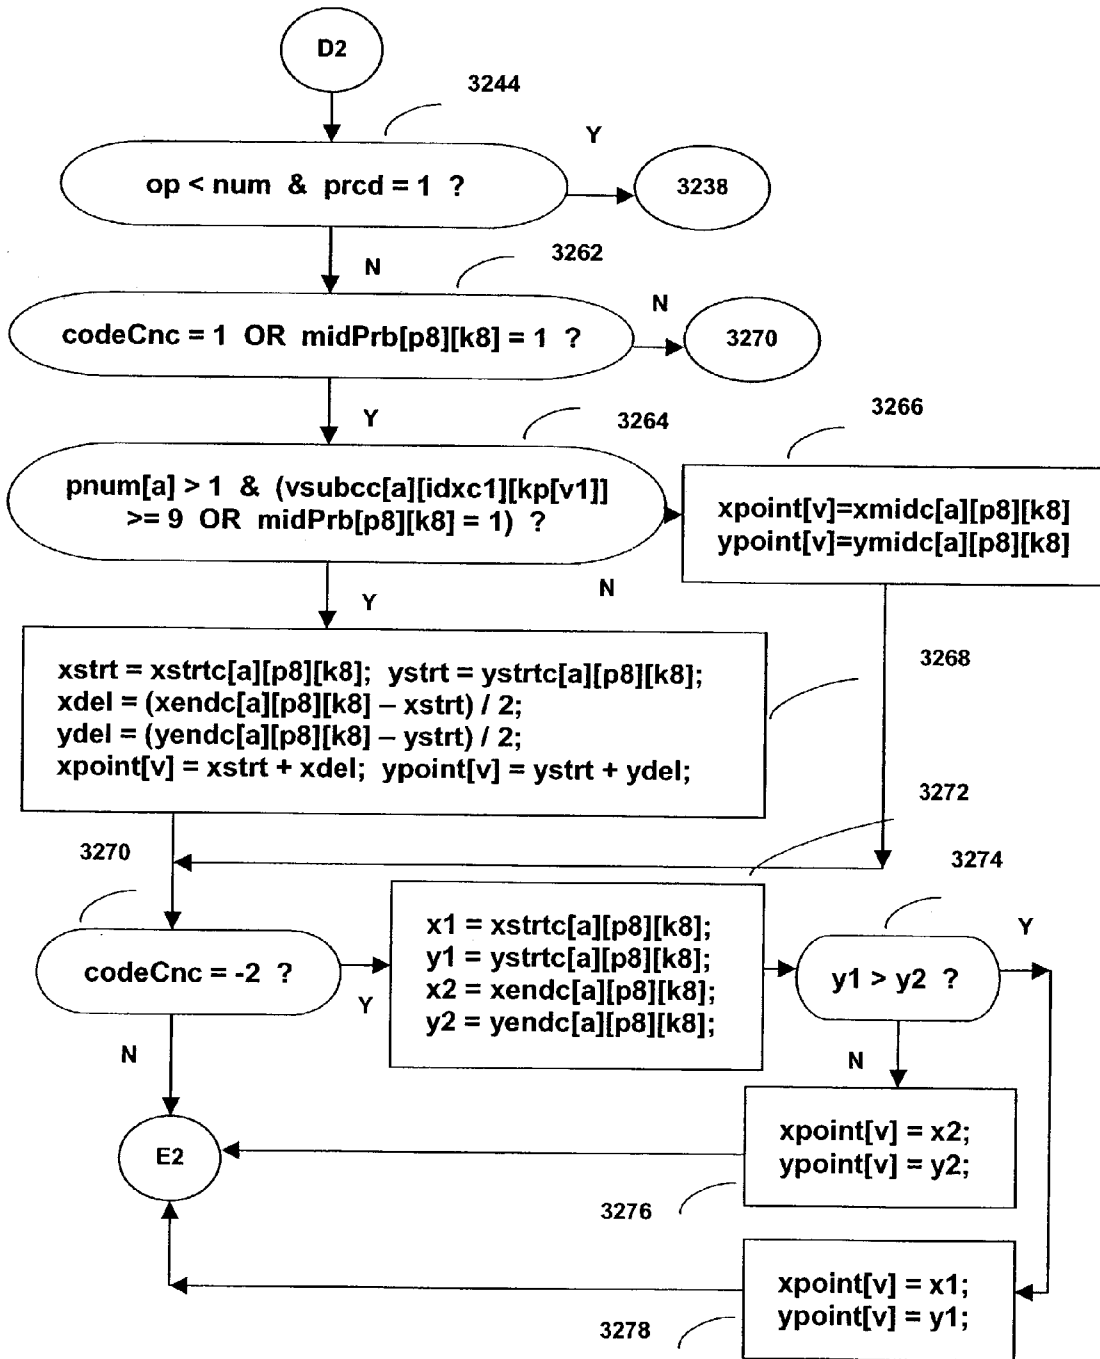 D2
3244
op < num & prcd = 1 ?
Y
3238
N
3262
codeCnc = 1 OR midPrb[p8][k8] = 1 ?
N
3270
Y
3264
3266
pnum[a] > 1 & (vsubcc[a][idxc1][kp[v1]]
>= 9 OR midPrb[p8][k8] = 1) ?
xpoint[v]=xmidc[a][p8][k8]
ypoint[v]=ymidc[a][p8][k8]
N
Y
xstrt = xstrtc[a][p8][k8]; ystrt = ystrtc[a][p8][k8];
xdel = (xendc[a][p8][k8] – xstrt) / 2;
ydel = (yendc[a][p8][k8] – ystrt) / 2;
xpoint[v] = xstrt + xdel; ypoint[v] = ystrt + ydel;
3268
3272
3270
3274
codeCnc = -2 ?
Y
x1 = xstrtc[a][p8][k8];
y1 = ystrtc[a][p8][k8];
x2 = xendc[a][p8][k8];
y2 = yendc[a][p8][k8];
y1 > y2 ?
Y
N
N
E2
xpoint[v] = x2;
ypoint[v] = y2;
3276
xpoint[v] = x1;
ypoint[v] = y1;
3278